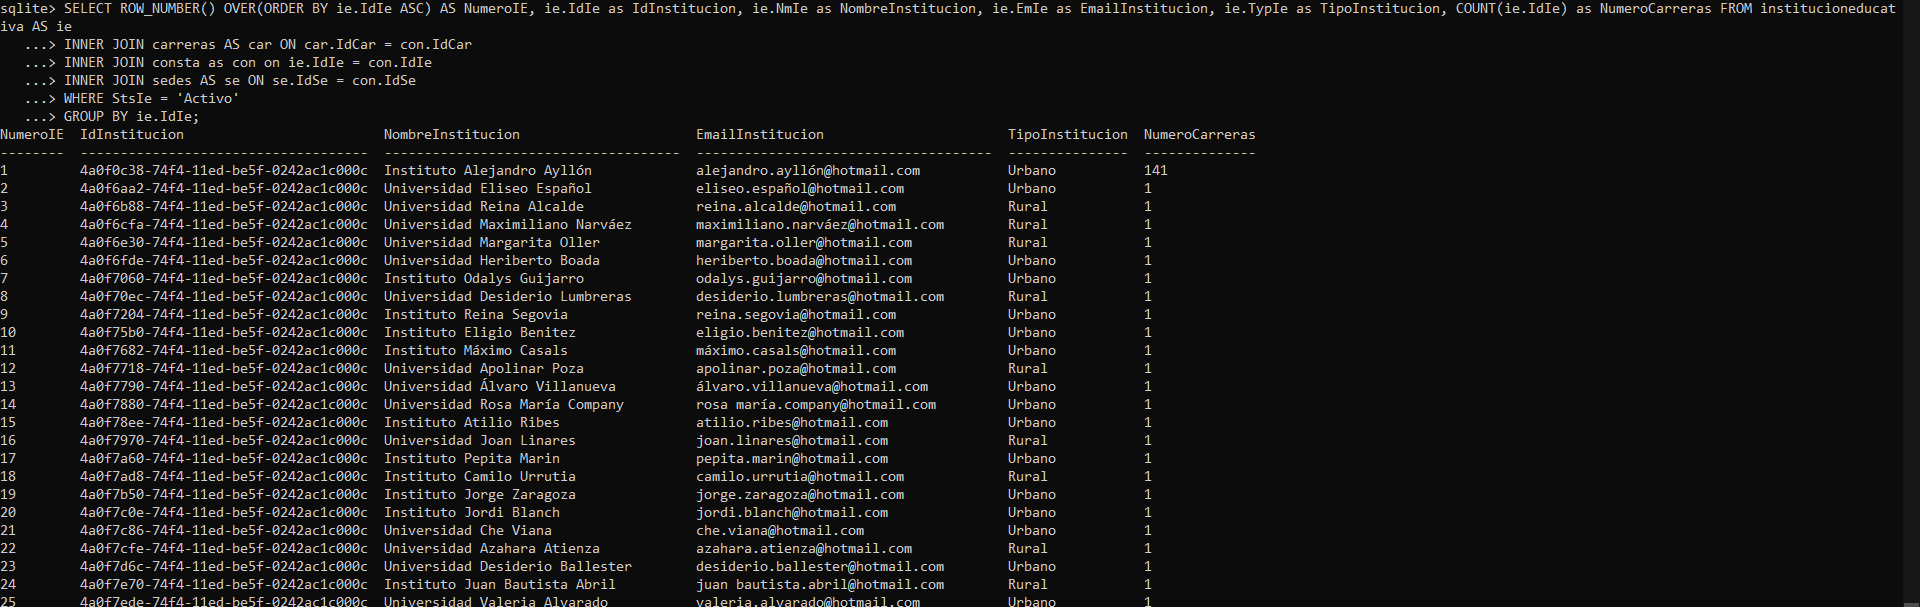 sqlite> SELECT ROW_NUMBER() OVER(ORDER BY ie.IdIe ASC) AS NumeroIE, ie.IdIe as IdInstitucion, ie.NmIe as NombreInstitucion, ie.EmIe as EmailInstitucion, ie.TypIe as TipoInstitucion, COUNT(ie.IdIe) as NumeroCarreras FROM institucioneducat
iva AS ie
...> INNER JOIN carreras AS car ON car.IdCar = con.IdCar
...> INNER JOIN consta as con on ie.IdIe = con.IdIe
...> INNER JOIN sedes AS se ON se.IdSe = con.IdSe
...> WHERE StsIe = 'Activo'
...> GROUP BY ie.IdIe;
NumeroIE IdInstitucion NombreInstitucion EmailInstitucion TipoInstitucion NumeroCarreras
-------- ------------------------------------ ------------------------------------- ------------------------------------- --------------- --------------
1 4a0f0c38-74f4-11ed-be5f-0242ac1c000c Instituto Alejandro Ayllón alejandro.ayllón@hotmail.com Urbano 141
2 4a0f6aa2-74f4-11ed-be5f-0242ac1c000c Universidad Eliseo Español eliseo.español@hotmail.com Urbano 1
3 4a0f6b88-74f4-11ed-be5f-0242ac1c000c Universidad Reina Alcalde reina.alcalde@hotmail.com Rural 1
4 4a0f6cfa-74f4-11ed-be5f-0242ac1c000c Universidad Maximiliano Narváez maximiliano.narváez@hotmail.com Rural 1
5 4a0f6e30-74f4-11ed-be5f-0242ac1c000c Universidad Margarita Oller margarita.oller@hotmail.com Rural 1
6 4a0f6fde-74f4-11ed-be5f-0242ac1c000c Universidad Heriberto Boada heriberto.boada@hotmail.com Urbano 1
7 4a0f7060-74f4-11ed-be5f-0242ac1c000c Instituto Odalys Guijarro odalys.guijarro@hotmail.com Urbano 1
8 4a0f70ec-74f4-11ed-be5f-0242ac1c000c Universidad Desiderio Lumbreras desiderio.lumbreras@hotmail.com Rural 1
9 4a0f7204-74f4-11ed-be5f-0242ac1c000c Instituto Reina Segovia reina.segovia@hotmail.com Urbano 1
10 4a0f75b0-74f4-11ed-be5f-0242ac1c000c Instituto Eligio Benitez eligio.benitez@hotmail.com Urbano 1
11 4a0f7682-74f4-11ed-be5f-0242ac1c000c Instituto Máximo Casals máximo.casals@hotmail.com Urbano 1
12 4a0f7718-74f4-11ed-be5f-0242ac1c000c Universidad Apolinar Poza apolinar.poza@hotmail.com Rural 1
13 4a0f7790-74f4-11ed-be5f-0242ac1c000c Universidad Álvaro Villanueva álvaro.villanueva@hotmail.com Urbano 1
14 4a0f7880-74f4-11ed-be5f-0242ac1c000c Universidad Rosa María Company rosa maría.company@hotmail.com Urbano 1
15 4a0f78ee-74f4-11ed-be5f-0242ac1c000c Instituto Atilio Ribes atilio.ribes@hotmail.com Urbano 1
16 4a0f7970-74f4-11ed-be5f-0242ac1c000c Universidad Joan Linares joan.linares@hotmail.com Rural 1
17 4a0f7a60-74f4-11ed-be5f-0242ac1c000c Instituto Pepita Marin pepita.marin@hotmail.com Urbano 1
18 4a0f7ad8-74f4-11ed-be5f-0242ac1c000c Instituto Camilo Urrutia camilo.urrutia@hotmail.com Rural 1
19 4a0f7b50-74f4-11ed-be5f-0242ac1c000c Instituto Jorge Zaragoza jorge.zaragoza@hotmail.com Urbano 1
20 4a0f7c0e-74f4-11ed-be5f-0242ac1c000c Instituto Jordi Blanch jordi.blanch@hotmail.com Urbano 1
21 4a0f7c86-74f4-11ed-be5f-0242ac1c000c Universidad Che Viana che.viana@hotmail.com Urbano 1
22 4a0f7cfe-74f4-11ed-be5f-0242ac1c000c Universidad Azahara Atienza azahara.atienza@hotmail.com Rural 1
23 4a0f7d6c-74f4-11ed-be5f-0242ac1c000c Universidad Desiderio Ballester desiderio.ballester@hotmail.com Urbano 1
24 4a0f7e70-74f4-11ed-be5f-0242ac1c000c Instituto Juan Bautista Abril juan bautista.abril@hotmail.com Rural 1
25 4a0f7ede-74f4-11ed-be5f-0242ac1c000c Universidad Valeria Alvarado valeria.alvarado@hotmail.com Urbano 1